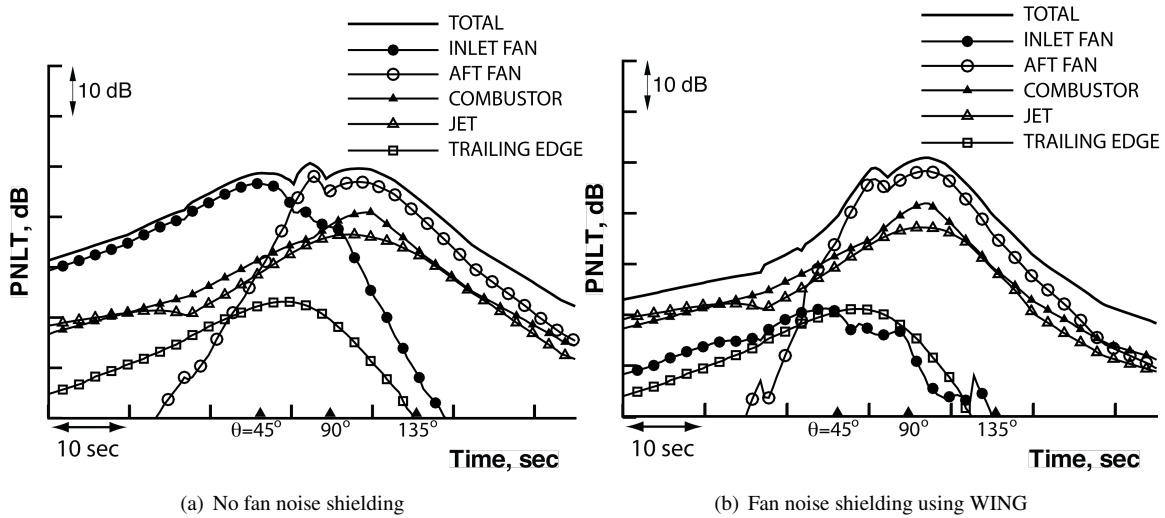 TOTAL
INLET FAN
AFT FAN
COMBUSTOR
JET
TRAILING EDGE
10 dB
PNLT, dB
θ=45° 90° 135°
10 sec
Time, sec
(a) No fan noise shielding
TOTAL
INLET FAN
AFT FAN
COMBUSTOR
JET
TRAILING EDGE
10 dB
PNLT, dB
θ=45° 90° 135°
10 sec
Time, sec
(b) Fan noise shielding using WING